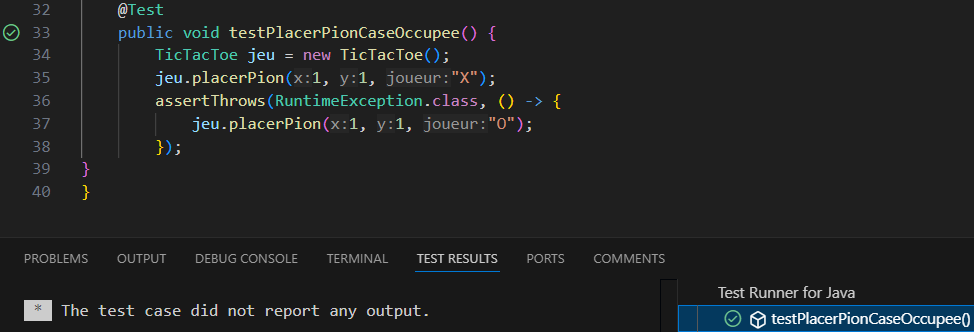 32 @Test
33 public void testPlacerPionCaseOccupee() {
34 TicTacToe jeu = new TicTacToe();
35 jeu.placerPion(x:1, y:1, joueur:"X");
36 assertThrows(RuntimeException.class, () -> {
37 jeu.placerPion(x:1, y:1, joueur:"O");
38 });
39 }
40 }
PROBLEMS OUTPUT DEBUG CONSOLE TERMINAL TEST RESULTS PORTS COMMENTS
* The test case did not report any output.
Test Runner for Java
testPlacerPionCaseOccupee()